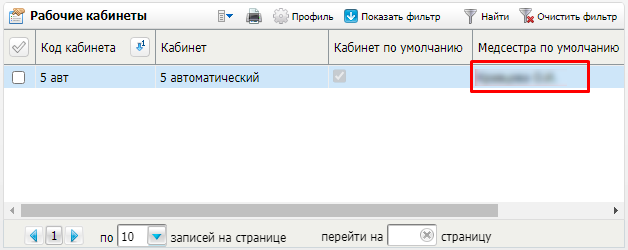 Рабочие кабинеты Профиль Показать фильтр Найти Очистить фильтр
Код кабинета Кабинет Кабинет по умолчанию Медсестра по умолчанию
5 авт 5 автоматический
1 по 10 записей на странице перейти на страницу